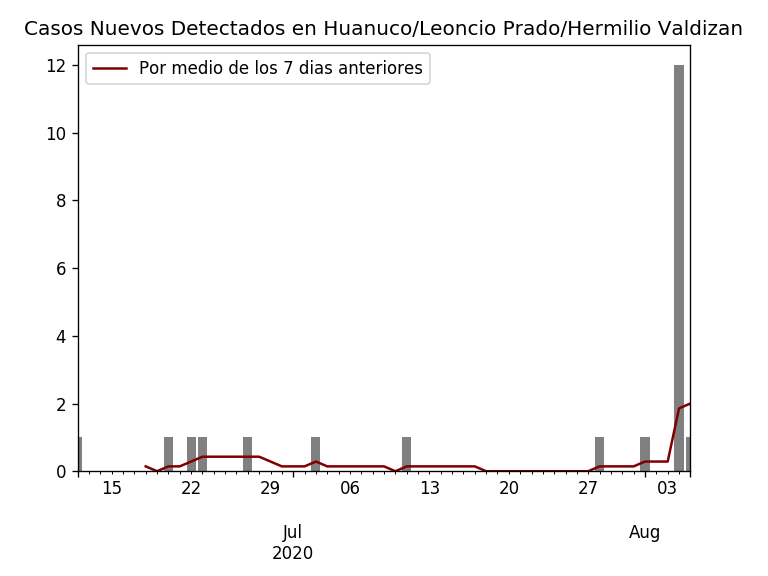 Casos Nuevos Detectados en Huanuco/Leoncio Prado/Hermilio Valdizan
Por medio de los 7 dias anteriores
12
10
8
6
4
2
0
15 22 29 06 13 20 27 03
Jul Aug
2020